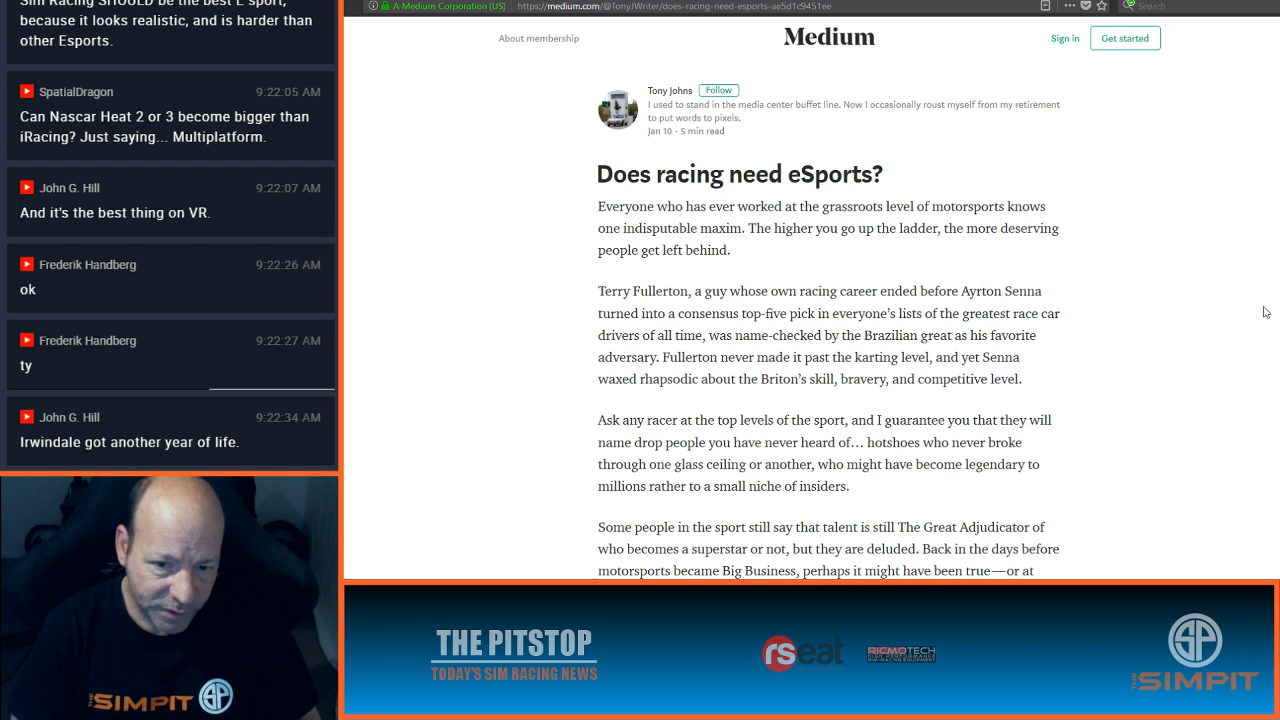 Sim Racing SHOULD be the best E sport,
because it looks realistic, and is harder than
other Esports.
SpatialDragon
9:22:05 AM
Could raceroom 2 or 3 become bigger than
iRacing? Just saying... Multiplatform.
John G. Hill
9:22:07 AM
And it's the best thing on VR.
Frederik Handberg
9:22:26 AM
ok
Frederik Handberg
9:22:27 AM
ty
John G. Hill
9:22:34 AM
Irwindale got another year of life.
A Medium Corporation (US)
https://medium.com/@TonyJWriter/does-racing-need-esports-ae5d1c9451ee
Search
About membership
Medium
Sign in
Get started
Tony Johns
Follow
I used to stand in the media center buffet line. Now I occasionally roust myself from my retirement
to put words to pixels.
Jan 10 · 5 min read
Does racing need eSports?
Everyone who has ever worked at the grassroots level of motorsports knows
one indisputable maxim. The higher you go up the ladder, the more deserving
people get left behind.
Terry Fullerton, a guy whose own racing career ended before Ayrton Senna
turned into a consensus top-five pick in everyone's lists of the greatest race car
drivers of all time, was name-checked by the Brazilian great as his favorite
adversary. Fullerton never made it past the karting level, and yet Senna
waxed rhapsodic about the Briton's skill, bravery, and competitive level.
Ask any racer at the top levels of the sport, and I guarantee you that they will
name drop people you have never heard of… hotshoes who never broke
through one glass ceiling or another, who might have become legendary to
millions rather to a small niche of insiders.
Some people in the sport still say that talent is still The Great Adjudicator of
who becomes a superstar or not, but they are deluded. Back in the days before
motorsports became Big Business, perhaps it might have been true—or at
THE PITSTOP
TODAY'S SIM RACING NEWS
rseat
RICMOTECH
HIGH PERFORMANCE
SIM-RACING EQUIPMENT
SP
THE SIMPIT
THE SIMPIT SP